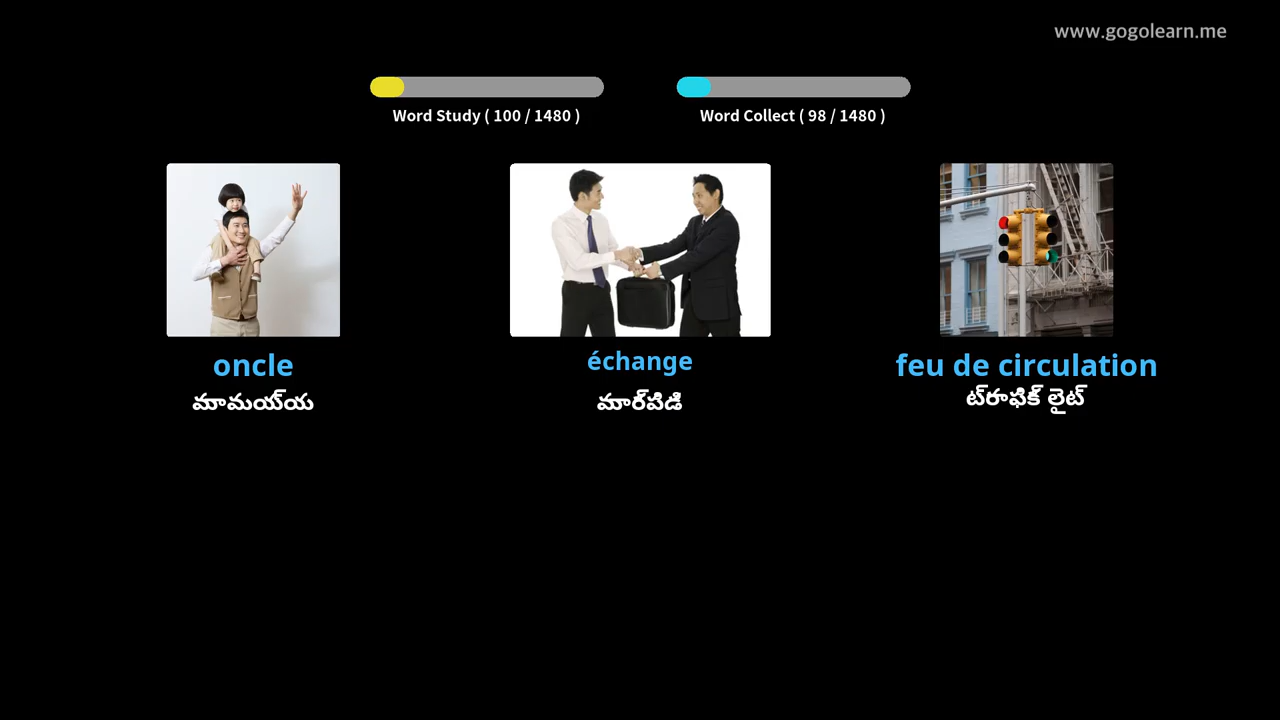 www.gogolearn.me
Word Study ( 100 / 1480 )
Word Collect ( 98 / 1480 )
oncle
మామయ్‌య
échange
మార్‌పిడి
feu de circulation
ట్‌రాఫిక్ లైట్